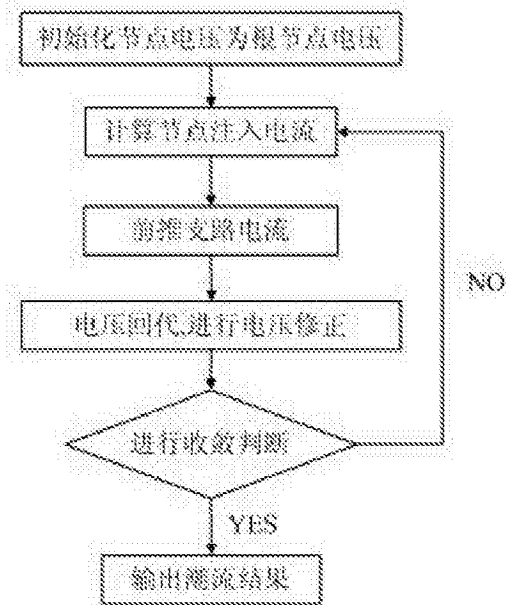 初始化节点电压为根节点电压
计算节点注入电流
前推支路电流
电压回代,进行电压修正
进行收敛判断
NO
YES
输出潮流结果